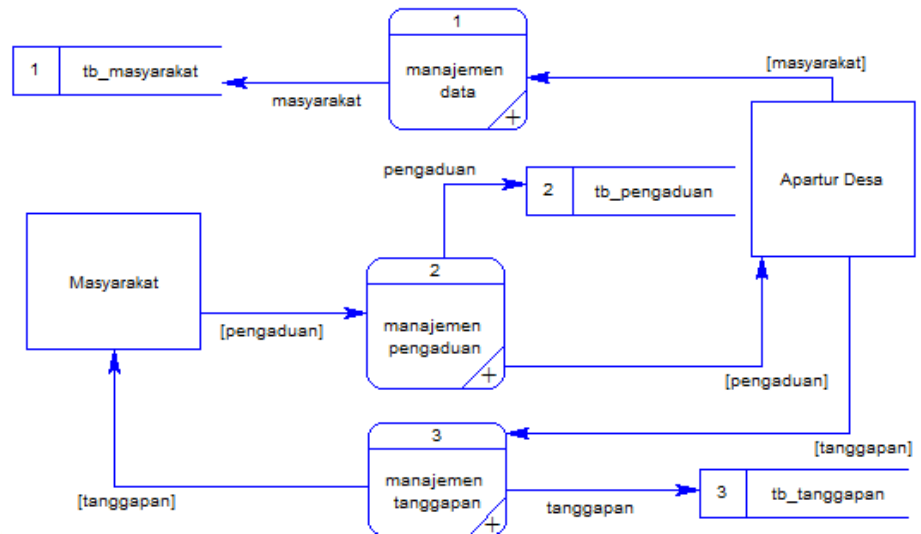 1
[masyarakat]
1
tb_masyarakat
manajemen
data
masyarakat
+
pengaduan
2
tb_pengaduan
Apartur Desa
Masyarakat
2
[pengaduan]
manajemen
pengaduan
+
[pengaduan]
3
[tanggapan]
manajemen
tanggapan
+
[tanggapan]
tanggapan
3
tb_tanggapan